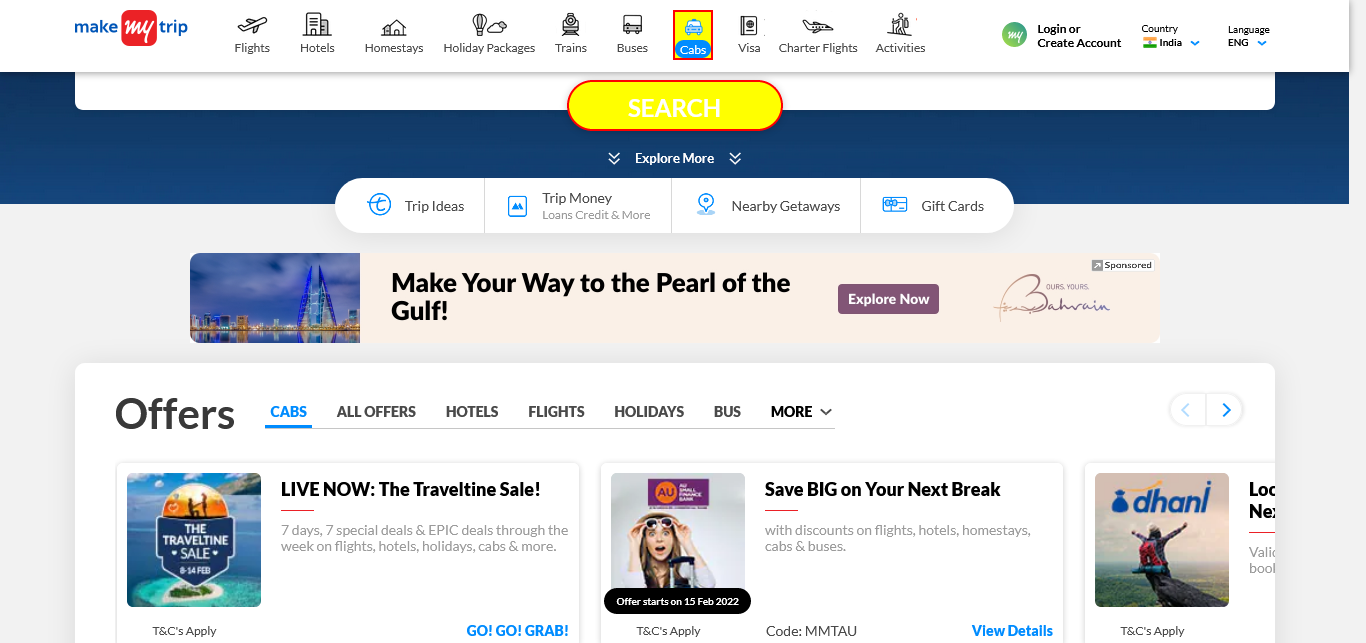 make my trip
Flights
Hotels
Homestays
Holiday Packages
Trains
Buses
Cabs
Visa
Charter Flights
Activities
my
Login or
Create Account
Country
India
Language
ENG
SEARCH
Explore More
Trip Ideas
Trip Money
Loans Credit & More
Nearby Getaways
Gift Cards
Make Your Way to the Pearl of the
Gulf!
Explore Now
Sponsored
OURS. YOURS.
Bahrain
Offers
CABS
ALL OFFERS
HOTELS
FLIGHTS
HOLIDAYS
BUS
MORE
THE
TRAVELTINE
SALE
8-14 FEB
LIVE NOW: The Traveltine Sale!
7 days, 7 special deals & EPIC deals through the
week on flights, hotels, holidays, cabs & more.
T&C's Apply
GO! GO! GRAB!
AU
SMALL
FINANCE
BANK
Offer starts on 15 Feb 2022
Save BIG on Your Next Break
with discounts on flights, hotels, homestays,
cabs & buses.
T&C's Apply
Code: MMTAU
View Details
dhani
T&C's Apply